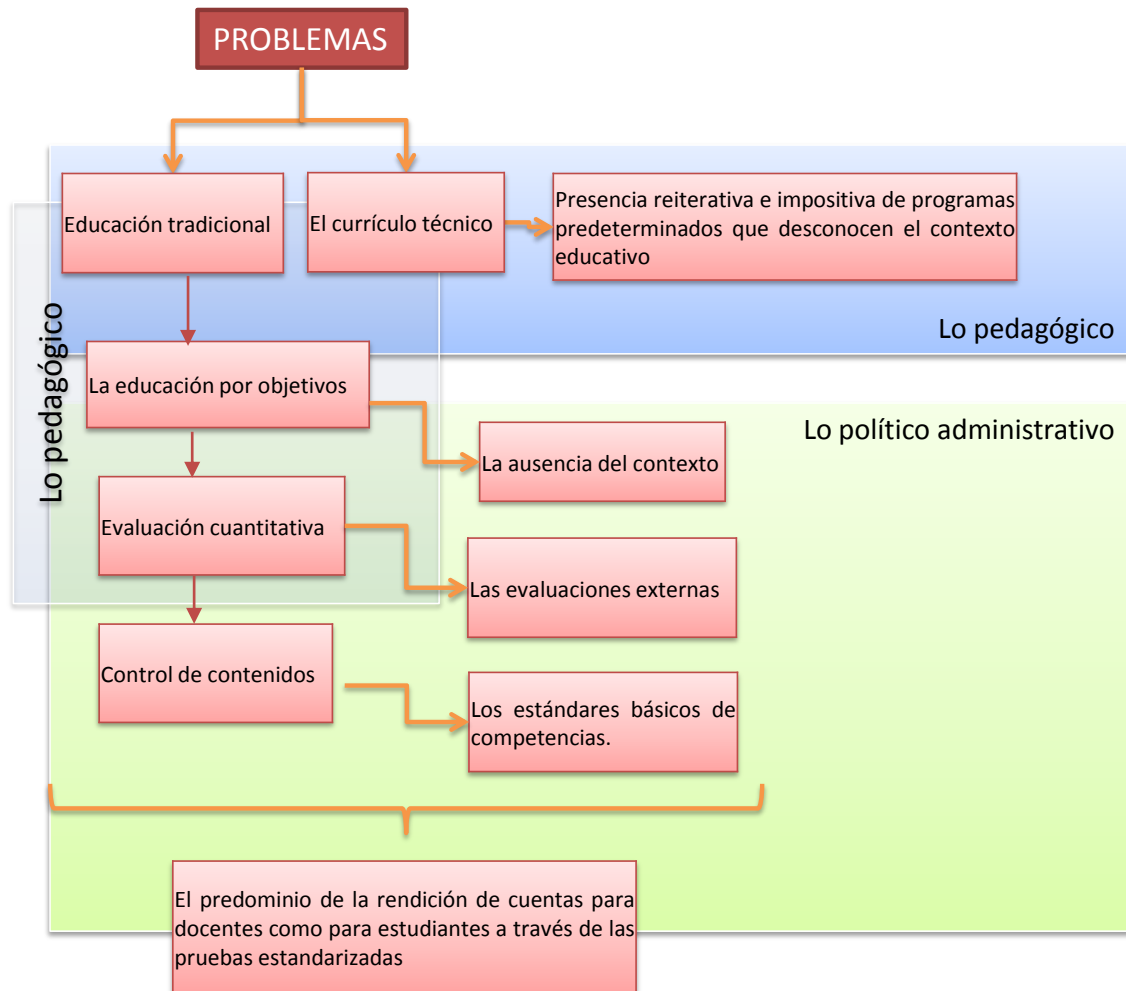 PROBLEMAS
Educación tradicional
El currículo técnico
Presencia reiterativa e impositiva de programas
predeterminados que desconocen el contexto
educativo
Lo pedagógico
Lo pedagógico
La educación por objetivos
Lo político administrativo
La ausencia del contexto
Evaluación cuantitativa
Las evaluaciones externas
Control de contenidos
Los estándares básicos de
competencias.
El predominio de la rendición de cuentas para
docentes como para estudiantes a través de las
pruebas estandarizadas